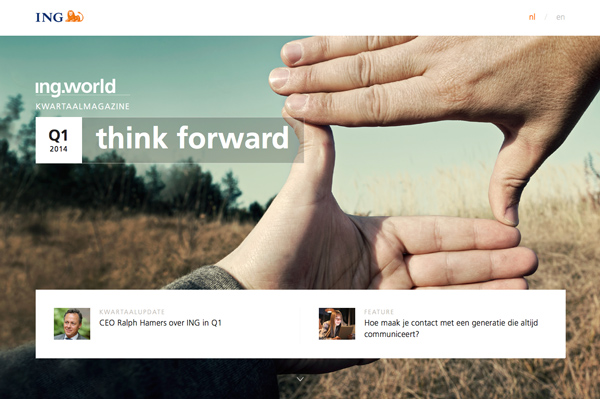 ING
nl / en
ing.world
KWARTAALMAGAZINE
Q1
2014
think forward
KWARTAALUPDATE
CEO Ralph Hamers over ING in Q1
FEATURE
Hoe maak je contact met een generatie die altijd
communiceert?